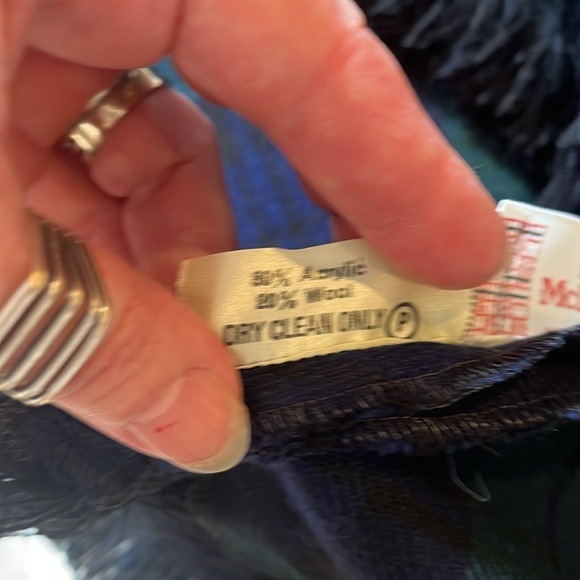 80% Acrylic
20% Wool
DRY CLEAN ONLY Ⓟ